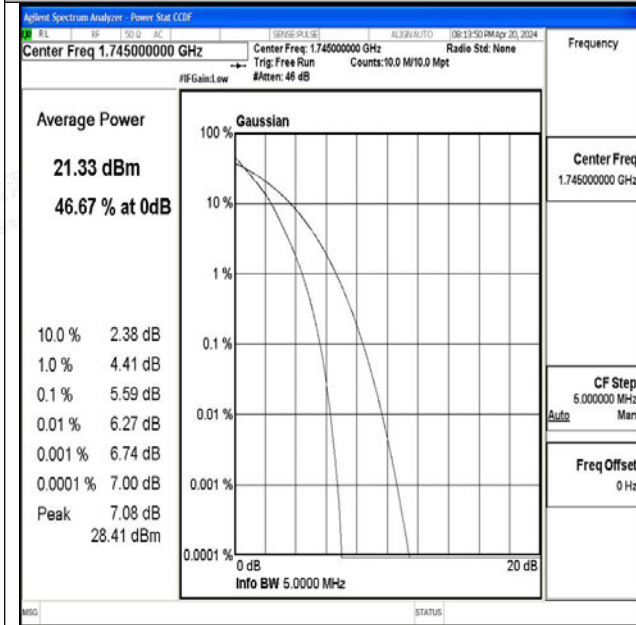 Agilent Spectrum Analyzer - Power Stat CCDF
RL RF 50 Ω AC SENSE:PULSE ALIGNAUTO 08:13:50 PM Apr 20, 2024
Center Freq 1.745000000 GHz
Center Freq: 1.745000000 GHz Radio Std: None
Trig: Free Run Counts:10.0 M/10.0 Mpt
#IFGain:Low #Atten: 46 dB
Frequency
Average Power
21.33 dBm
46.67 % at 0dB
10.0 % 2.38 dB
1.0 % 4.41 dB
0.1 % 5.59 dB
0.01 % 6.27 dB
0.001 % 6.74 dB
0.0001 % 7.00 dB
Peak 7.08 dB
28.41 dBm
Gaussian
100 %
10 %
1 %
0.1 %
0.01 %
0.001 %
0.0001 %
0 dB 20 dB
Info BW 5.0000 MHz
Center Freq
1.745000000 GHz
CF Step
5.000000 MHz
Auto Man
Freq Offset
0 Hz
MSG STATUS